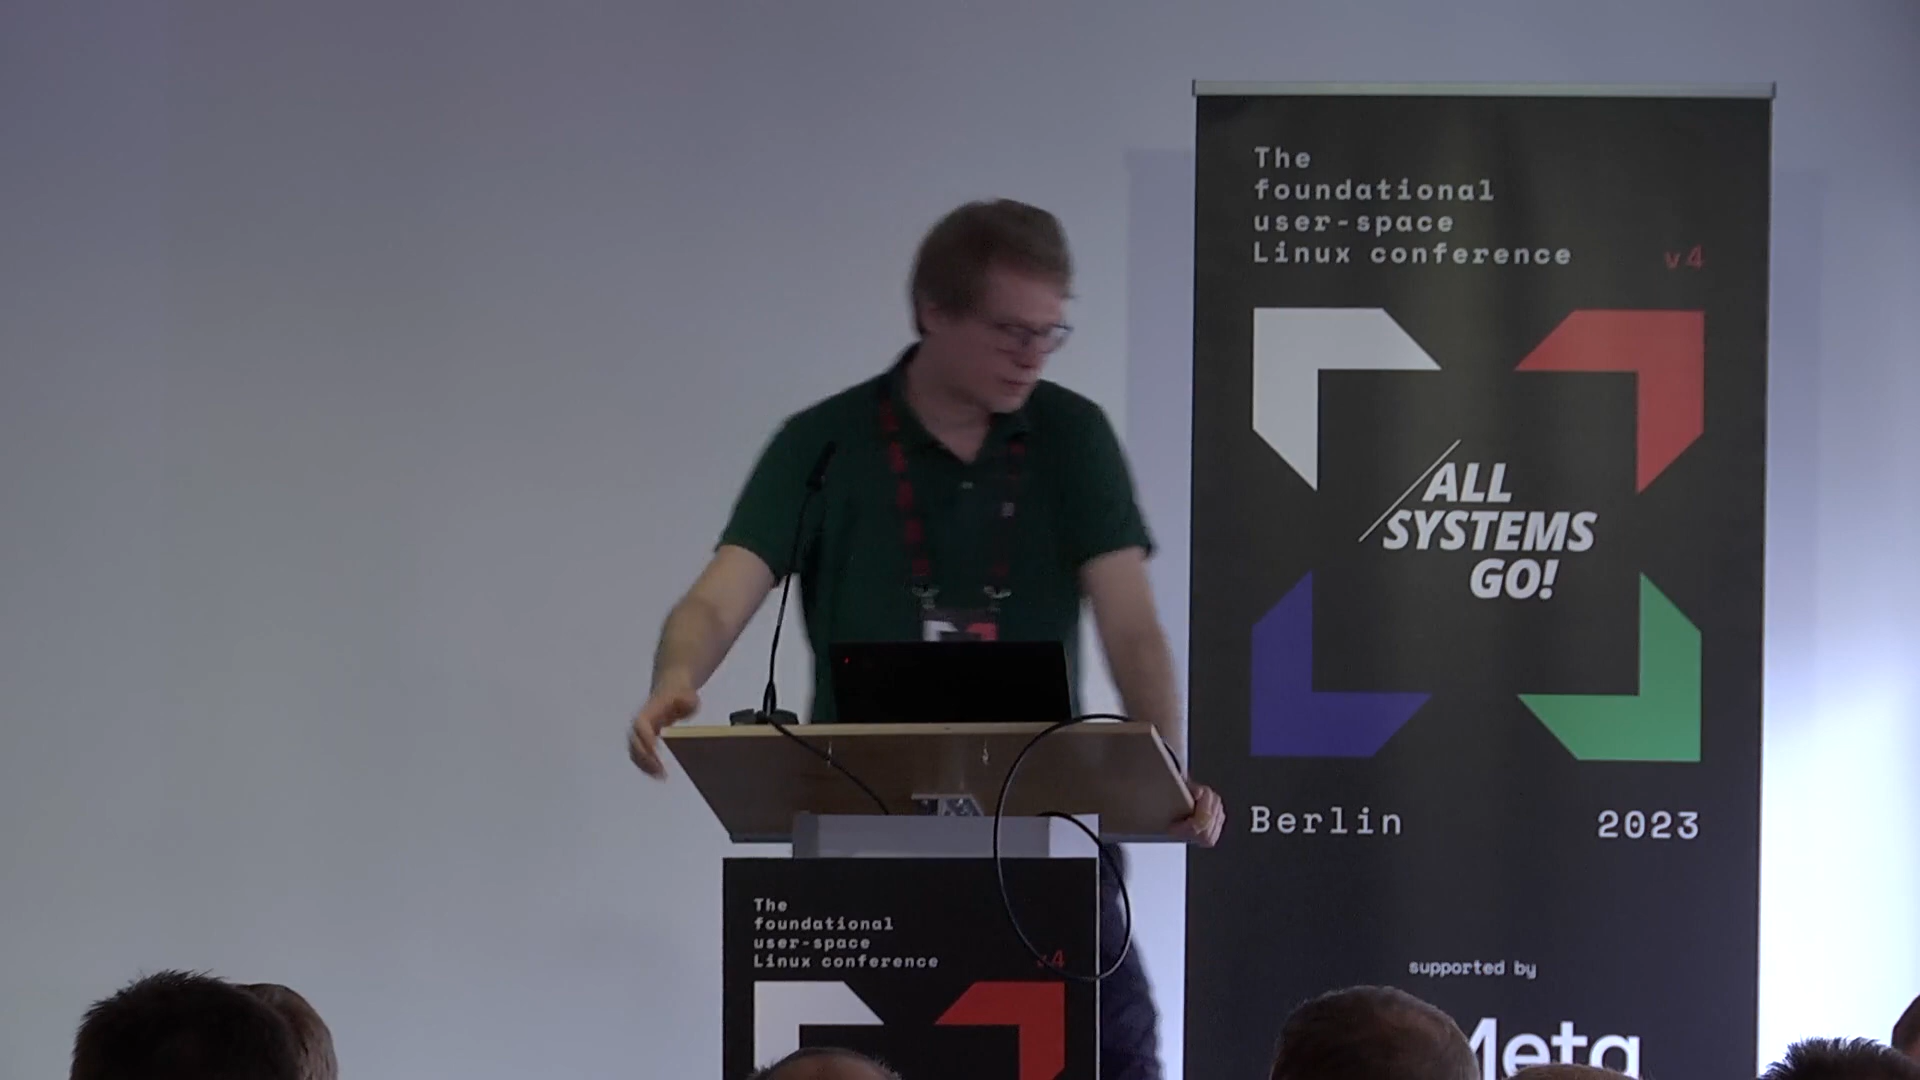 The
foundational
user-space
Linux conference
v4
/ALL
SYSTEMS
GO!
Berlin
2023
supported by
Meta
The
foundational
user-space
Linux conference
v4